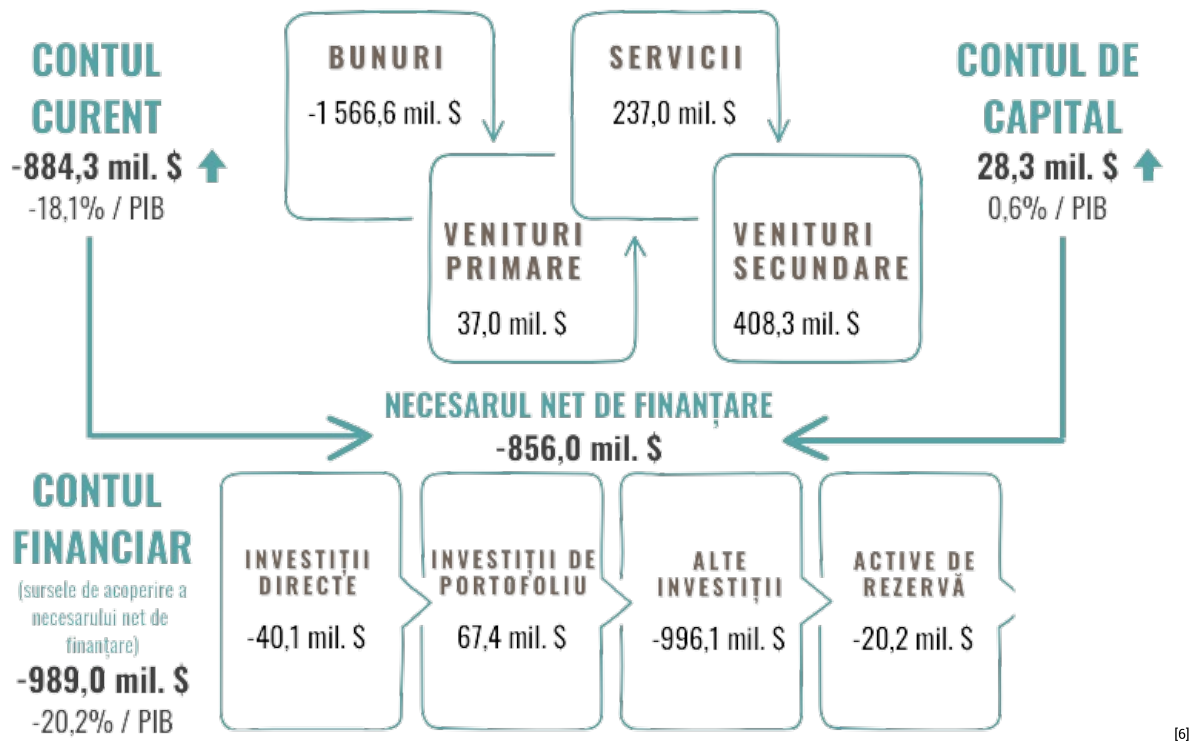 CONTUL
CURENT
-884,3 mil. $
-18,1% / PIB
BUNURI
-1 566,6 mil. $
SERVICII
237,0 mil. $
VENITURI
PRIMARE
37,0 mil. $
VENITURI
SECUNDARE
408,3 mil. $
CONTUL DE
CAPITAL
28,3 mil. $
0,6% / PIB
NECESARUL NET DE FINANȚARE
-856,0 mil. $
CONTUL
FINANCIAR
(sursele de acoperire a
necesarului net de
finanțare)
-989,0 mil. $
-20,2% / PIB
INVESTIȚII
DIRECTE
-40,1 mil. $
INVESTIȚII DE
PORTOFOLIU
67,4 mil. $
ALTE
INVESTIȚII
-996,1 mil. $
ACTIVE DE
REZERVĂ
-20,2 mil. $
[6]